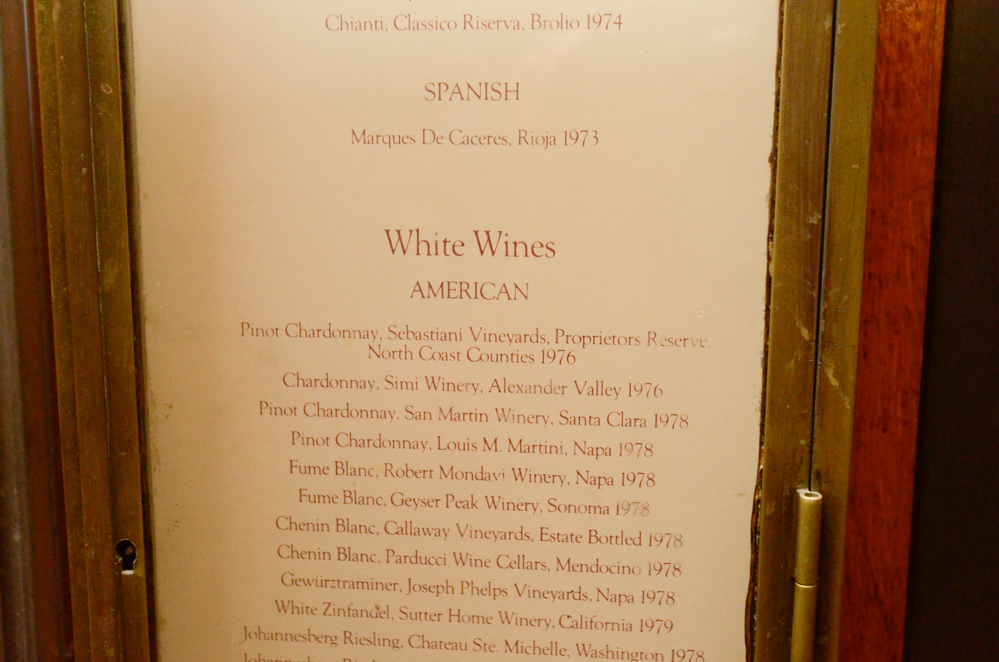 Chianti, Classico Riserva, Brolio 1974
SPANISH
Marques De Caceres, Rioja 1973
White Wines
AMERICAN
Pinot Chardonnay, Sebastiani Vineyards, Proprietors Reserve,
North Coast Counties 1976
Chardonnay, Simi Winery, Alexander Valley 1976
Pinot Chardonnay, San Martin Winery, Santa Clara 1978
Pinot Chardonnay, Louis M. Martini, Napa 1978
Fume Blanc, Robert Mondavi Winery, Napa 1978
Fume Blanc, Geyser Peak Winery, Sonoma 1978
Chenin Blanc, Callaway Vineyards, Estate Bottled 1978
Chenin Blanc, Parducci Wine Cellars, Mendocino 1978
Gewürztraminer, Joseph Phelps Vineyards, Napa 1978
White Zinfandel, Sutter Home Winery, California 1979
Johannesberg Riesling, Chateau Ste. Michelle, Washington 1978